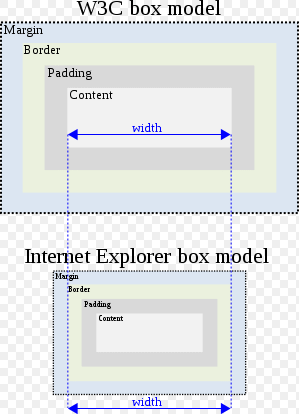 W3C box model
Margin
Border
Padding
Content
width
Internet Explorer box model
Margin
Border
Padding
Content
width